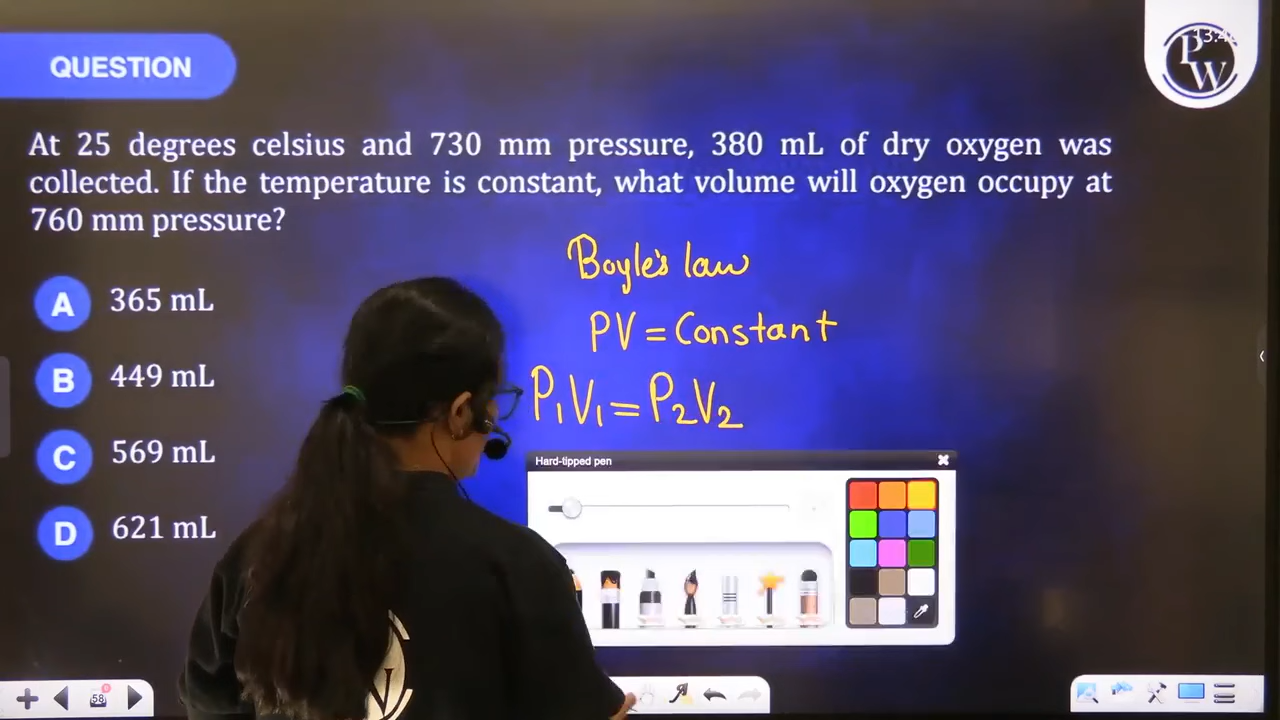 QUESTION
PW
At 25 degrees celsius and 730 mm pressure, 380 mL of dry oxygen was
collected. If the temperature is constant, what volume will oxygen occupy at
760 mm pressure?
Boyle's law
PV = Constant
P₁V₁ = P₂V₂
A 365 mL
B 449 mL
C 569 mL
D 621 mL
Hard-tipped pen
58